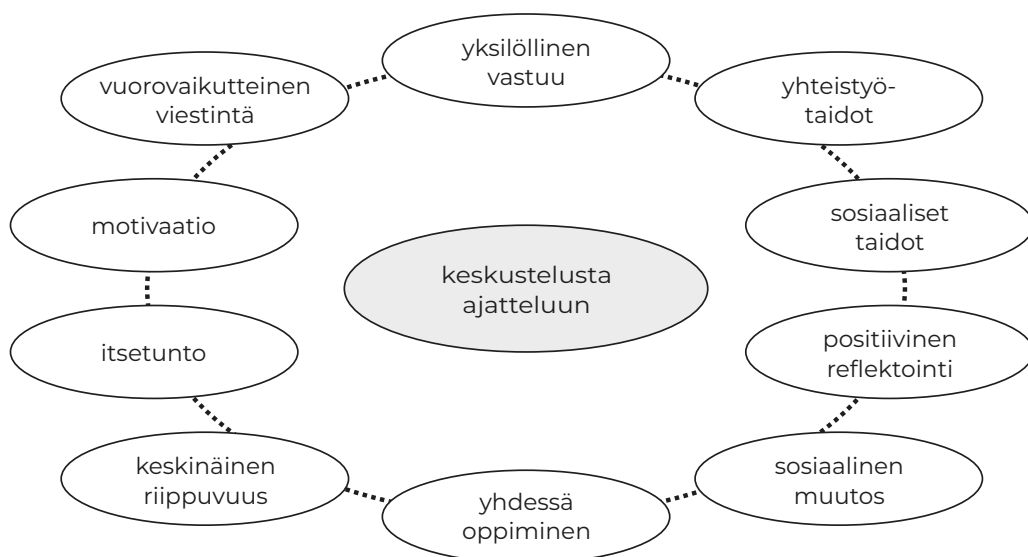 yksilöllinen
vastuu
vuorovaikutteinen
viestintä
yhteistyö-
taidot
motivaatio
sosiaaliset
taidot
keskustelusta
ajatteluun
itsetunto
positiivinen
reflektointi
keskinäinen
riippuvuus
sosiaalinen
muutos
yhdessä
oppiminen